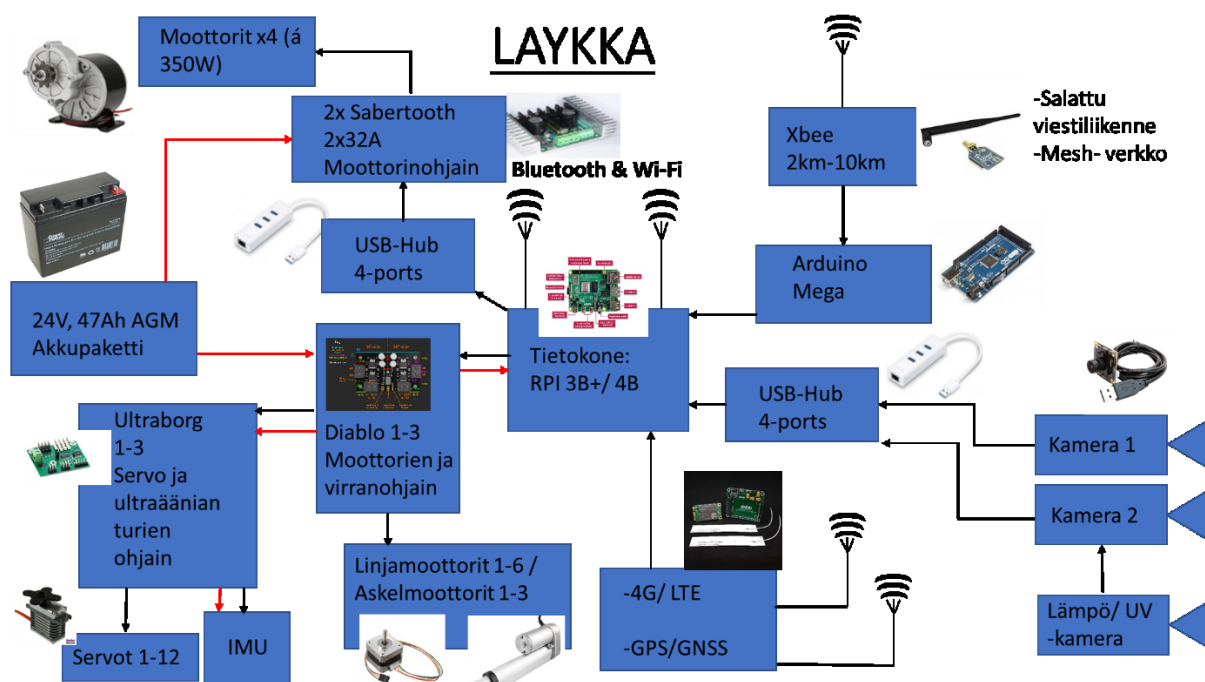 LAYKKA
Moottorit x4 (á
350W)
2x Sabertooth
2x32A
Moottorinohjain
Bluetooth & Wi-Fi
Xbee
2km-10km
-Salattu
viestiliikenne
-Mesh- verkko
USB-Hub
4-ports
Arduino
Mega
24V, 47Ah AGM
Akkupaketti
Tietokone:
RPI 3B+/ 4B
USB-Hub
4-ports
Kamera 1
Kamera 2
Lämpö/ UV
-kamera
Ultraborg
1-3
Servo ja
ultraäänian
turien
ohjain
Diablo 1-3
Moottorien ja
virranohjain
Linjamoottorit 1-6 /
Askelmoottorit 1-3
-4G/ LTE
-GPS/GNSS
Servot 1-12
IMU